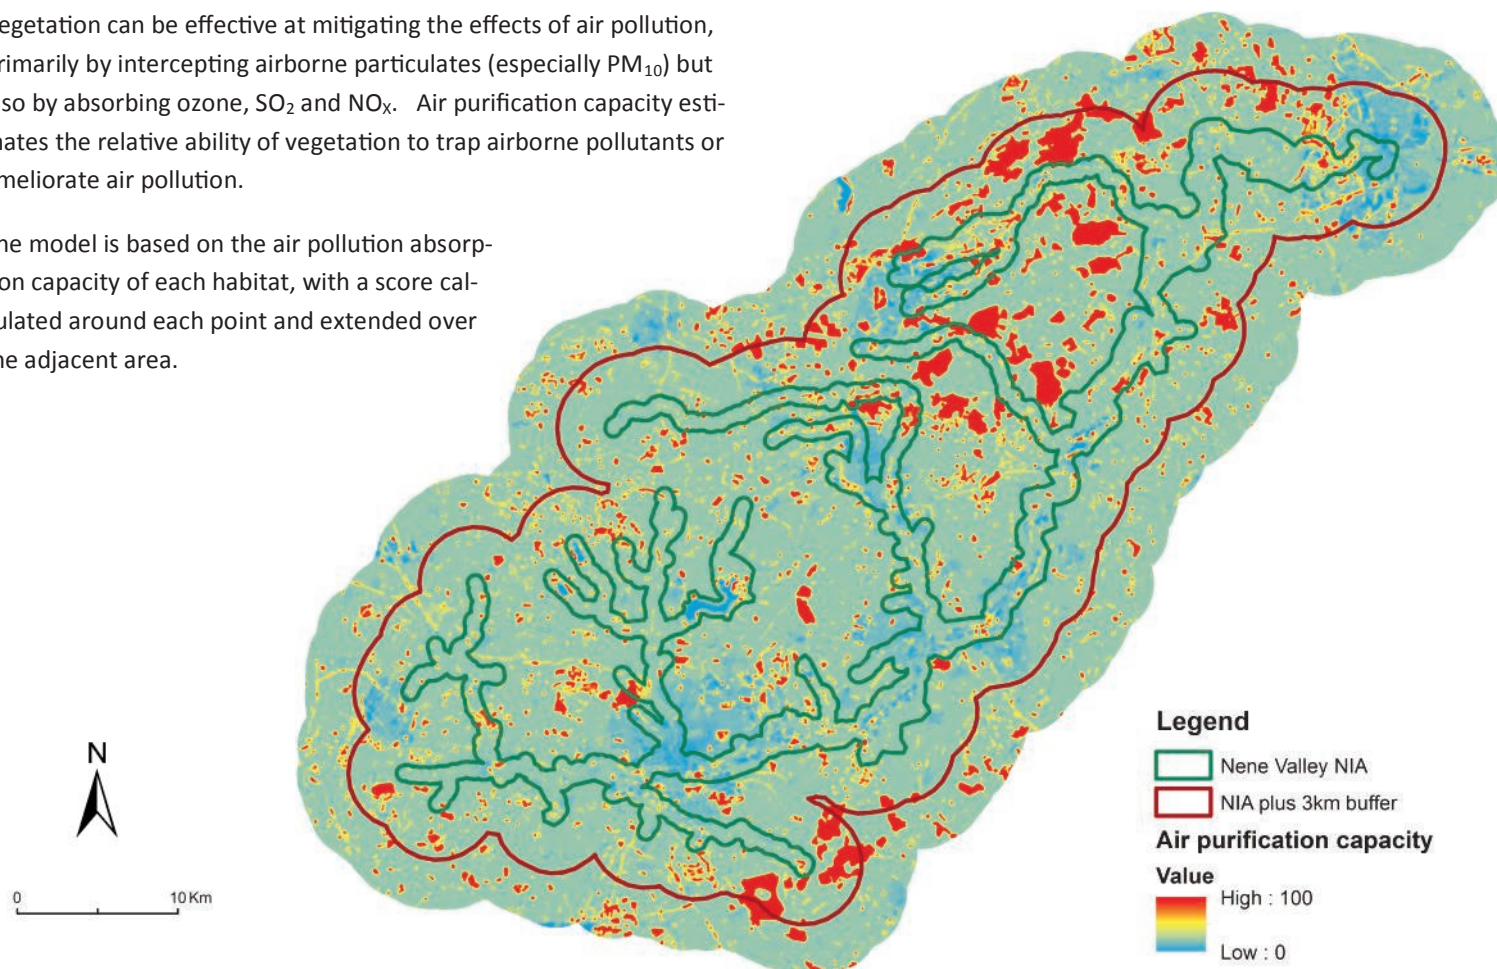 egetation can be effective at mitigating the effects of air pollution,
rimarily by intercepting airborne particulates (especially PM₁₀) but
so by absorbing ozone, SO₂ and NOₓ. Air purification capacity esti-
ates the relative ability of vegetation to trap airborne pollutants or
meliorate air pollution.
he model is based on the air pollution absorp-
on capacity of each habitat, with a score cal-
ulated around each point and extended over
he adjacent area.
Legend
Nene Valley NIA
NIA plus 3km buffer
Air purification capacity
Value
High : 100
Low : 0
N
0 10 Km